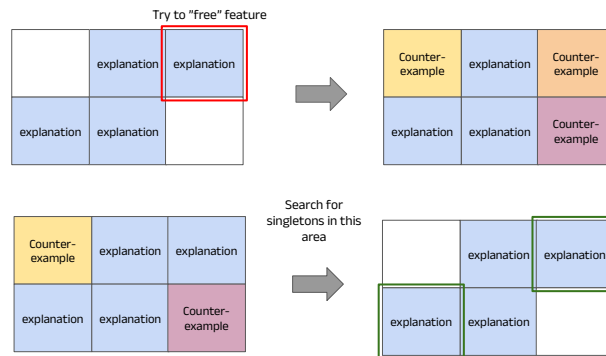 Try to "free" feature
explanation explanation
explanation explanation
Counter-
example
explanation
Counter-
example
explanation explanation
Counter-
example
Counter-
example
explanation explanation
explanation explanation
Counter-
example
Search for
singletons in this
area
explanation explanation
explanation explanation